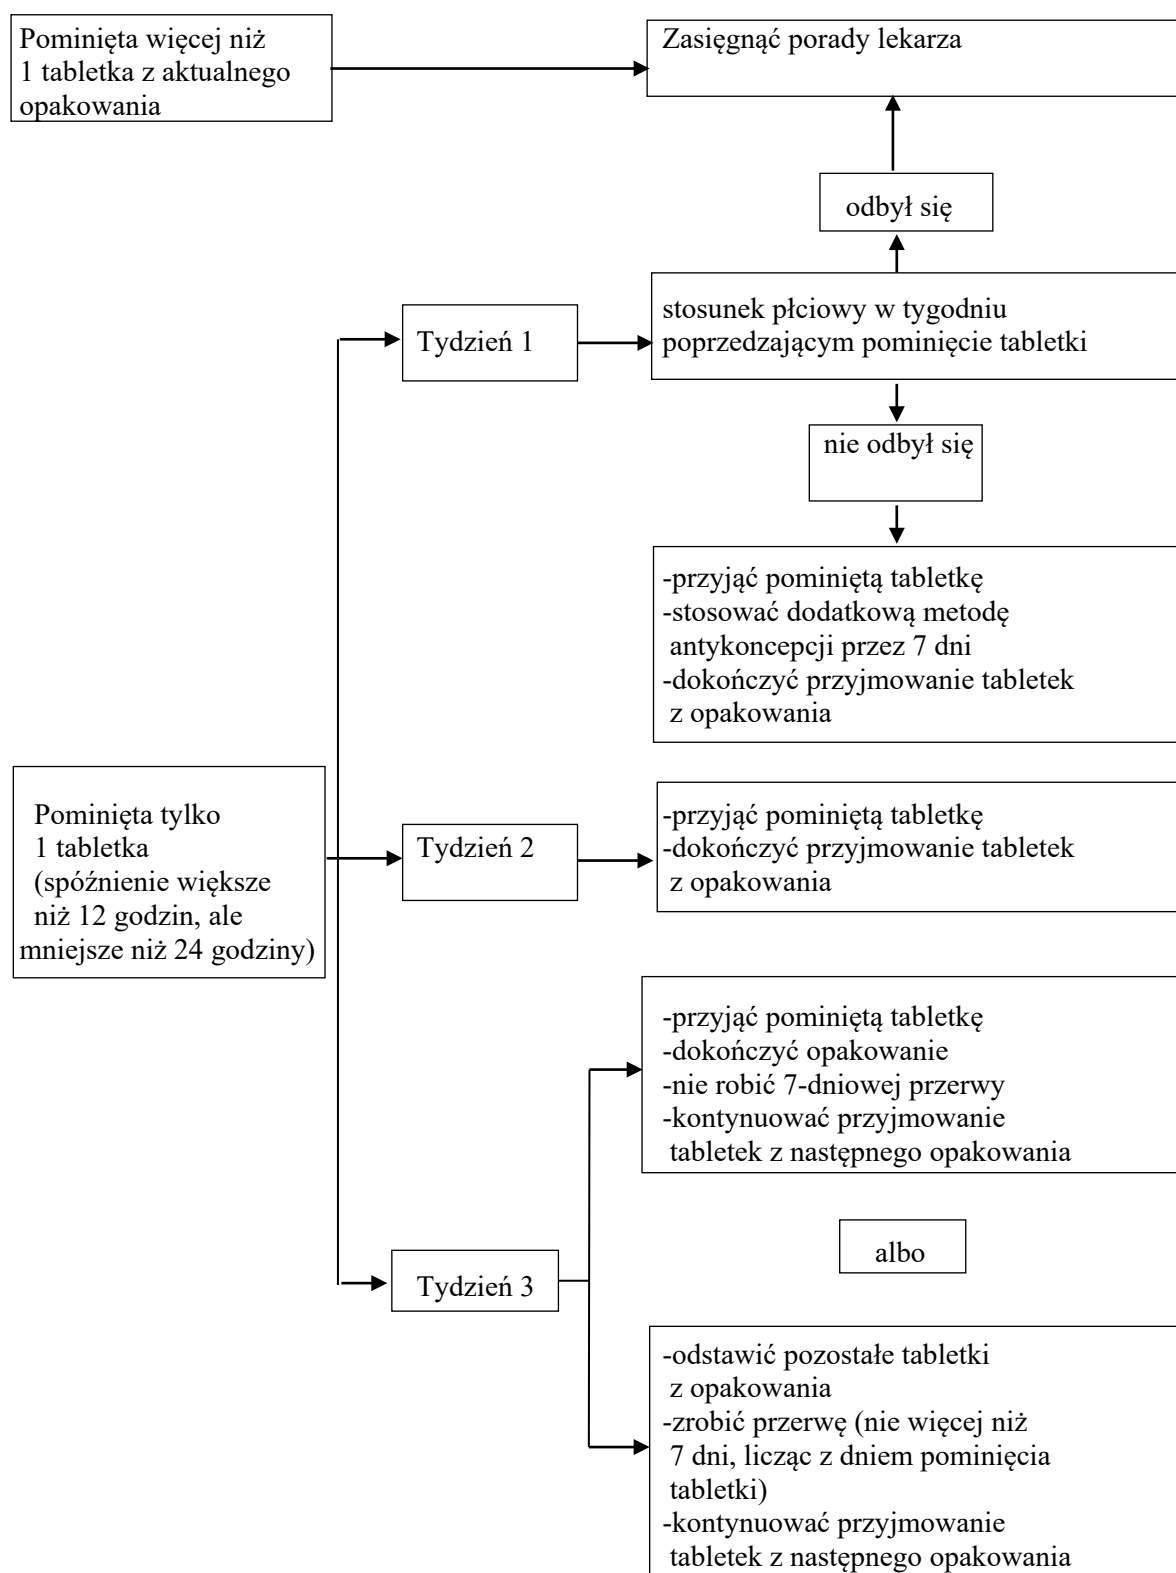 Pominięta więcej niż
1 tabletka z aktualnego
opakowania
Zasięgnąć porady lekarza
odbył się
Tydzień 1
stosunek płciowy w tygodniu
poprzedzającym pominięcie tabletki
nie odbył się
-przyjąć pominiętą tabletkę
-stosować dodatkową metodę
antykoncepcji przez 7 dni
-dokończyć przyjmowanie tabletek
z opakowania
Pominięta tylko
1 tabletka
(spóźnienie większe
niż 12 godzin, ale
mniejsze niż 24 godziny)
Tydzień 2
-przyjąć pominiętą tabletkę
-dokończyć przyjmowanie tabletek
z opakowania
Tydzień 3
-przyjąć pominiętą tabletkę
-dokończyć opakowanie
-nie robić 7-dniowej przerwy
-kontynuować przyjmowanie
tabletek z następnego opakowania
albo
-odstawić pozostałe tabletki
z opakowania
-zrobić przerwę (nie więcej niż
7 dni, licząc z dniem pominięcia
tabletki)
-kontynuować przyjmowanie
tabletek z następnego opakowania